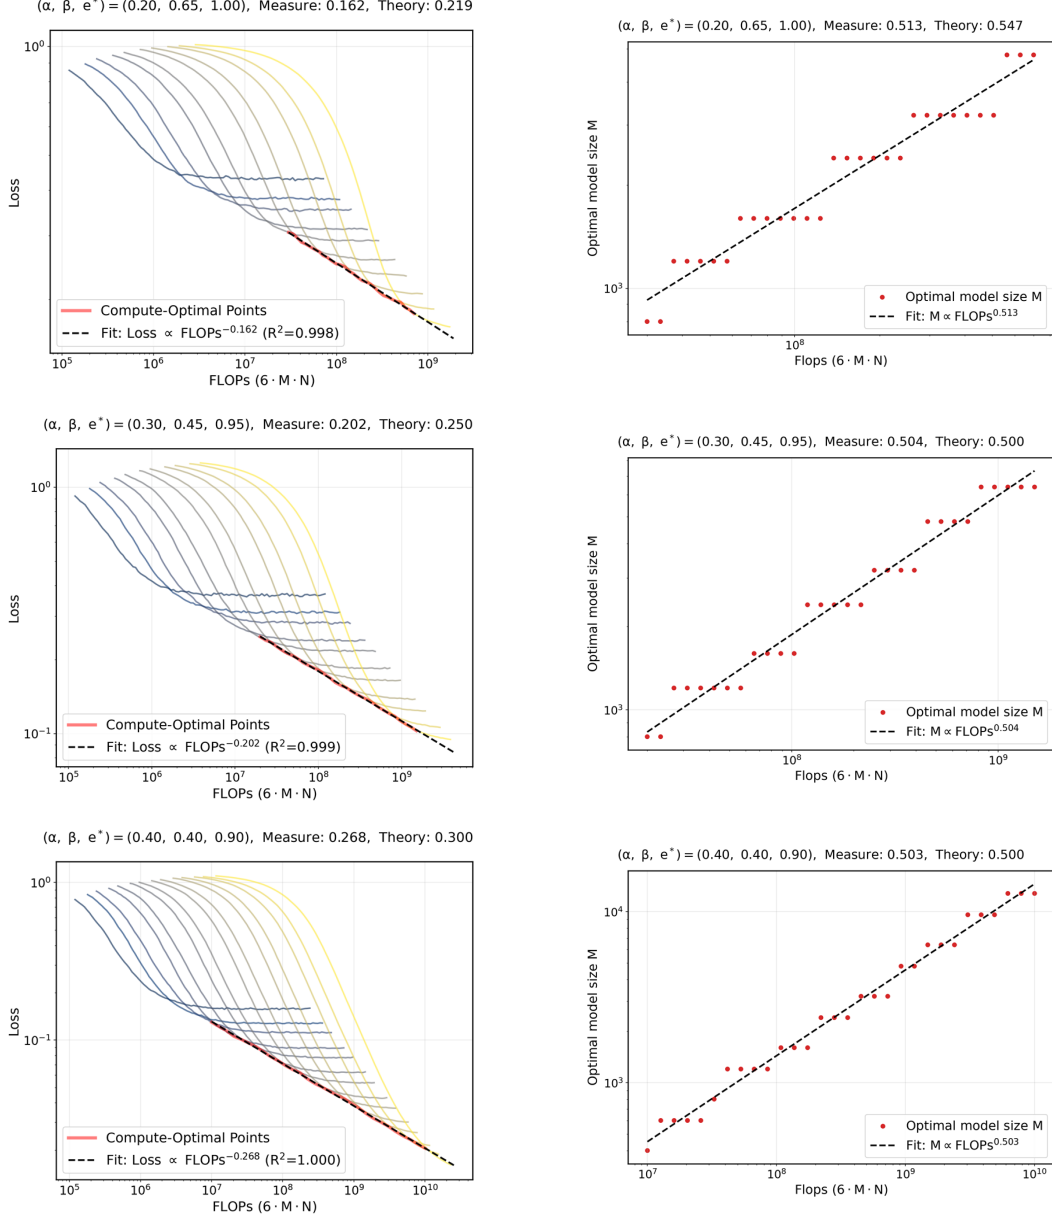 (α, β, e*) = (0.20, 0.65, 1.00), Measure: 0.162, Theory: 0.219
10⁰
Loss
Compute-Optimal Points
Fit: Loss ∝ FLOPs⁻⁰·¹⁶² (R²=0.998)
10⁵ 10⁶ 10⁷ 10⁸ 10⁹
FLOPs (6 · M · N)
(α, β, e*) = (0.20, 0.65, 1.00), Measure: 0.513, Theory: 0.547
Optimal model size M
10³
Optimal model size M
Fit: M ∝ FLOPs⁰·⁵¹³
10⁸
Flops (6 · M · N)
(α, β, e*) = (0.30, 0.45, 0.95), Measure: 0.202, Theory: 0.250
10⁰
Loss
10⁻¹
Compute-Optimal Points
Fit: Loss ∝ FLOPs⁻⁰·²⁰² (R²=0.999)
10⁵ 10⁶ 10⁷ 10⁸ 10⁹
FLOPs (6 · M · N)
(α, β, e*) = (0.30, 0.45, 0.95), Measure: 0.504, Theory: 0.500
Optimal model size M
10³
Optimal model size M
Fit: M ∝ FLOPs⁰·⁵⁰⁴
10⁸ 10⁹
Flops (6 · M · N)
(α, β, e*) = (0.40, 0.40, 0.90), Measure: 0.268, Theory: 0.300
10⁰
Loss
10⁻¹
Compute-Optimal Points
Fit: Loss ∝ FLOPs⁻⁰·²⁶⁸ (R²=1.000)
10⁵ 10⁶ 10⁷ 10⁸ 10⁹ 10¹⁰
FLOPs (6 · M · N)
(α, β, e*) = (0.40, 0.40, 0.90), Measure: 0.503, Theory: 0.500
10⁴
Optimal model size M
10³
Optimal model size M
Fit: M ∝ FLOPs⁰·⁵⁰³
10⁷ 10⁸ 10⁹ 10¹⁰
Flops (6 · M · N)